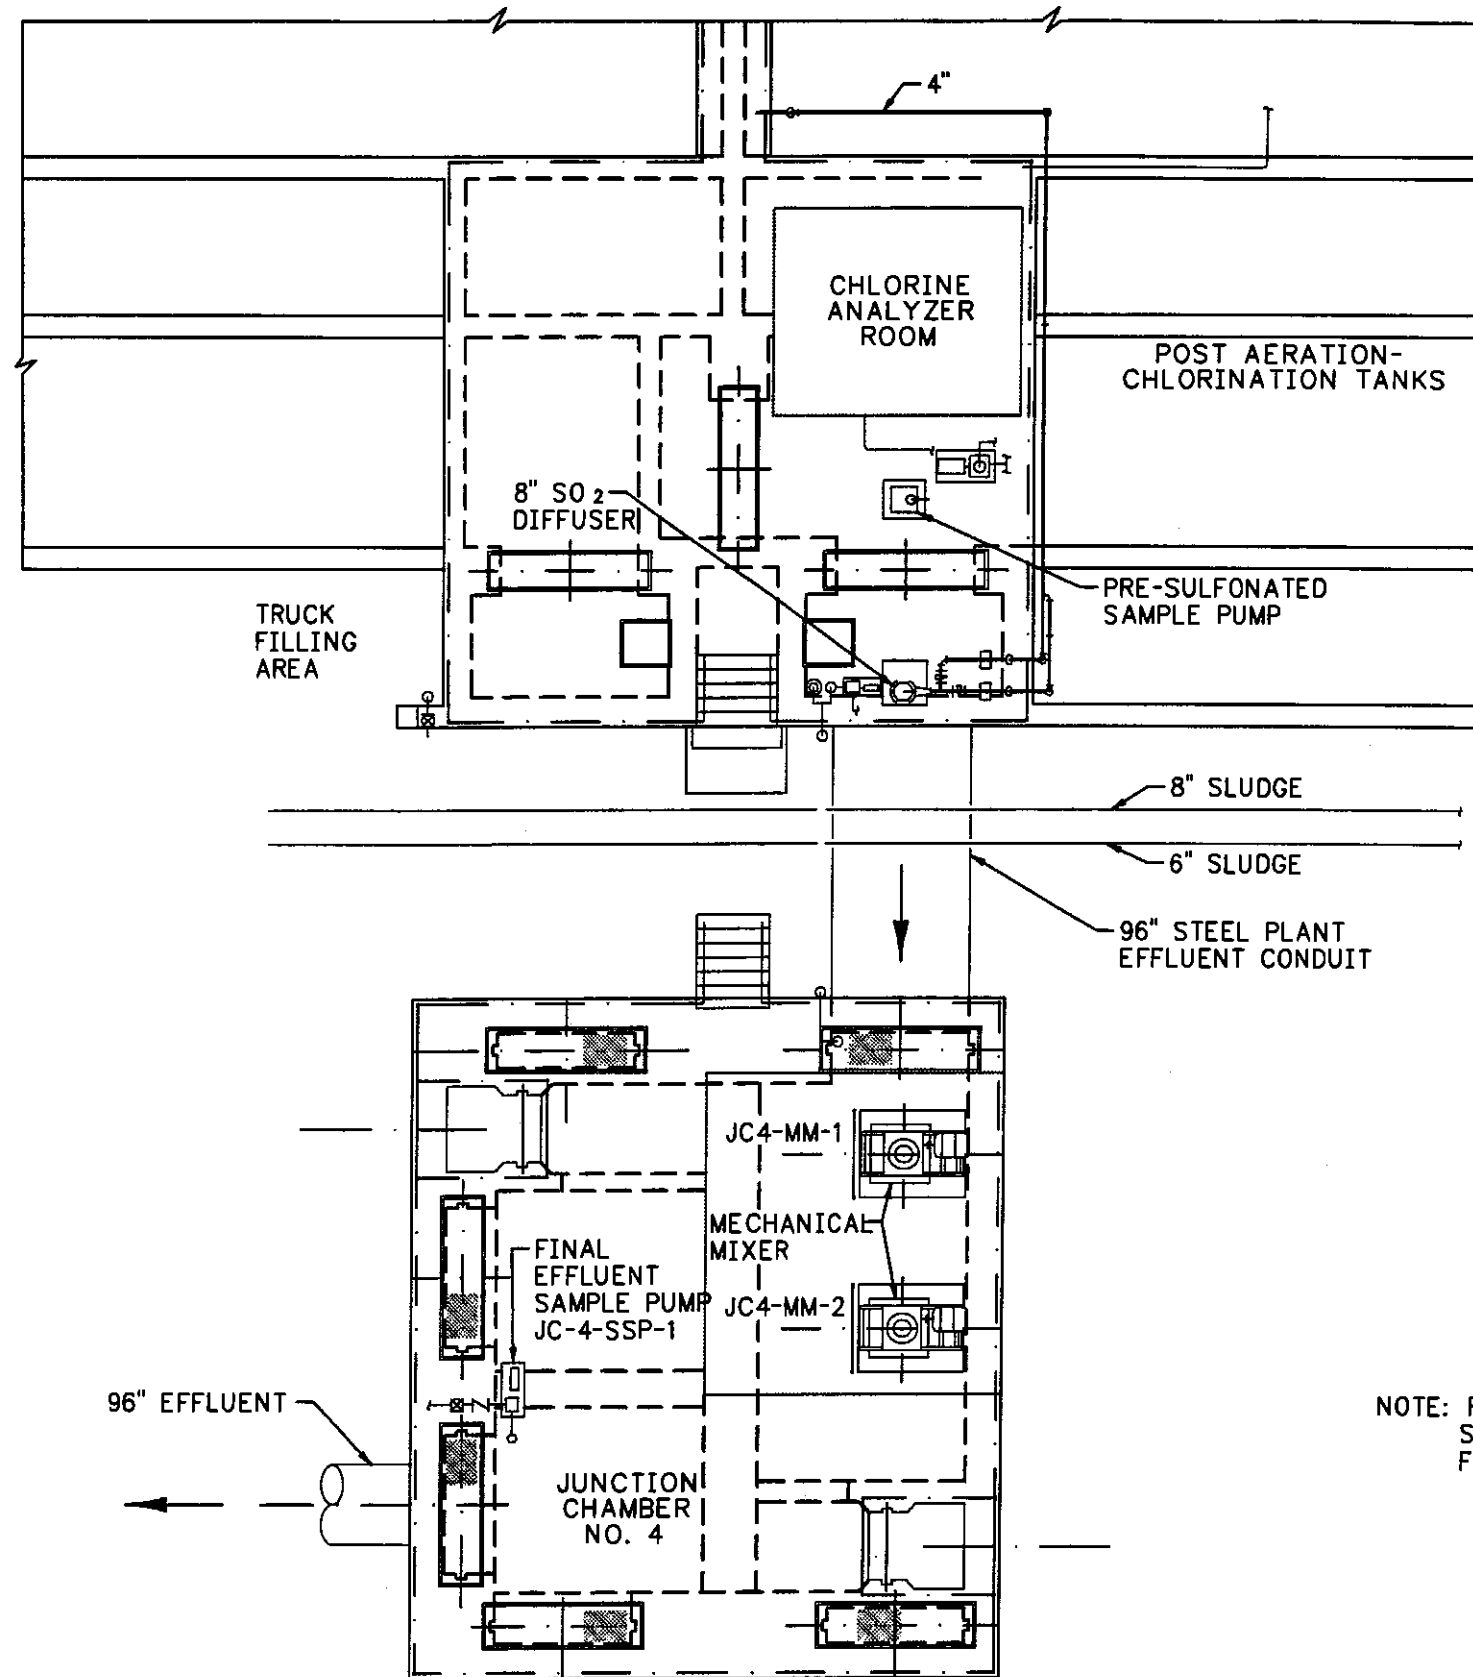 4"
CHLORINE
ANALYZER
ROOM
POST AERATION-
CHLORINATION TANKS
8" SO2
DIFFUSER
PRE-SULFONATED
SAMPLE PUMP
TRUCK
FILLING
AREA
8" SLUDGE
6" SLUDGE
96" STEEL PLANT
EFFLUENT CONDUIT
JC4-MM-1
MECHANICAL
MIXER
FINAL
EFFLUENT
SAMPLE PUMP
JC-4-SSP-1
JC4-MM-2
96" EFFLUENT
JUNCTION
CHAMBER
NO. 4
NOTE: